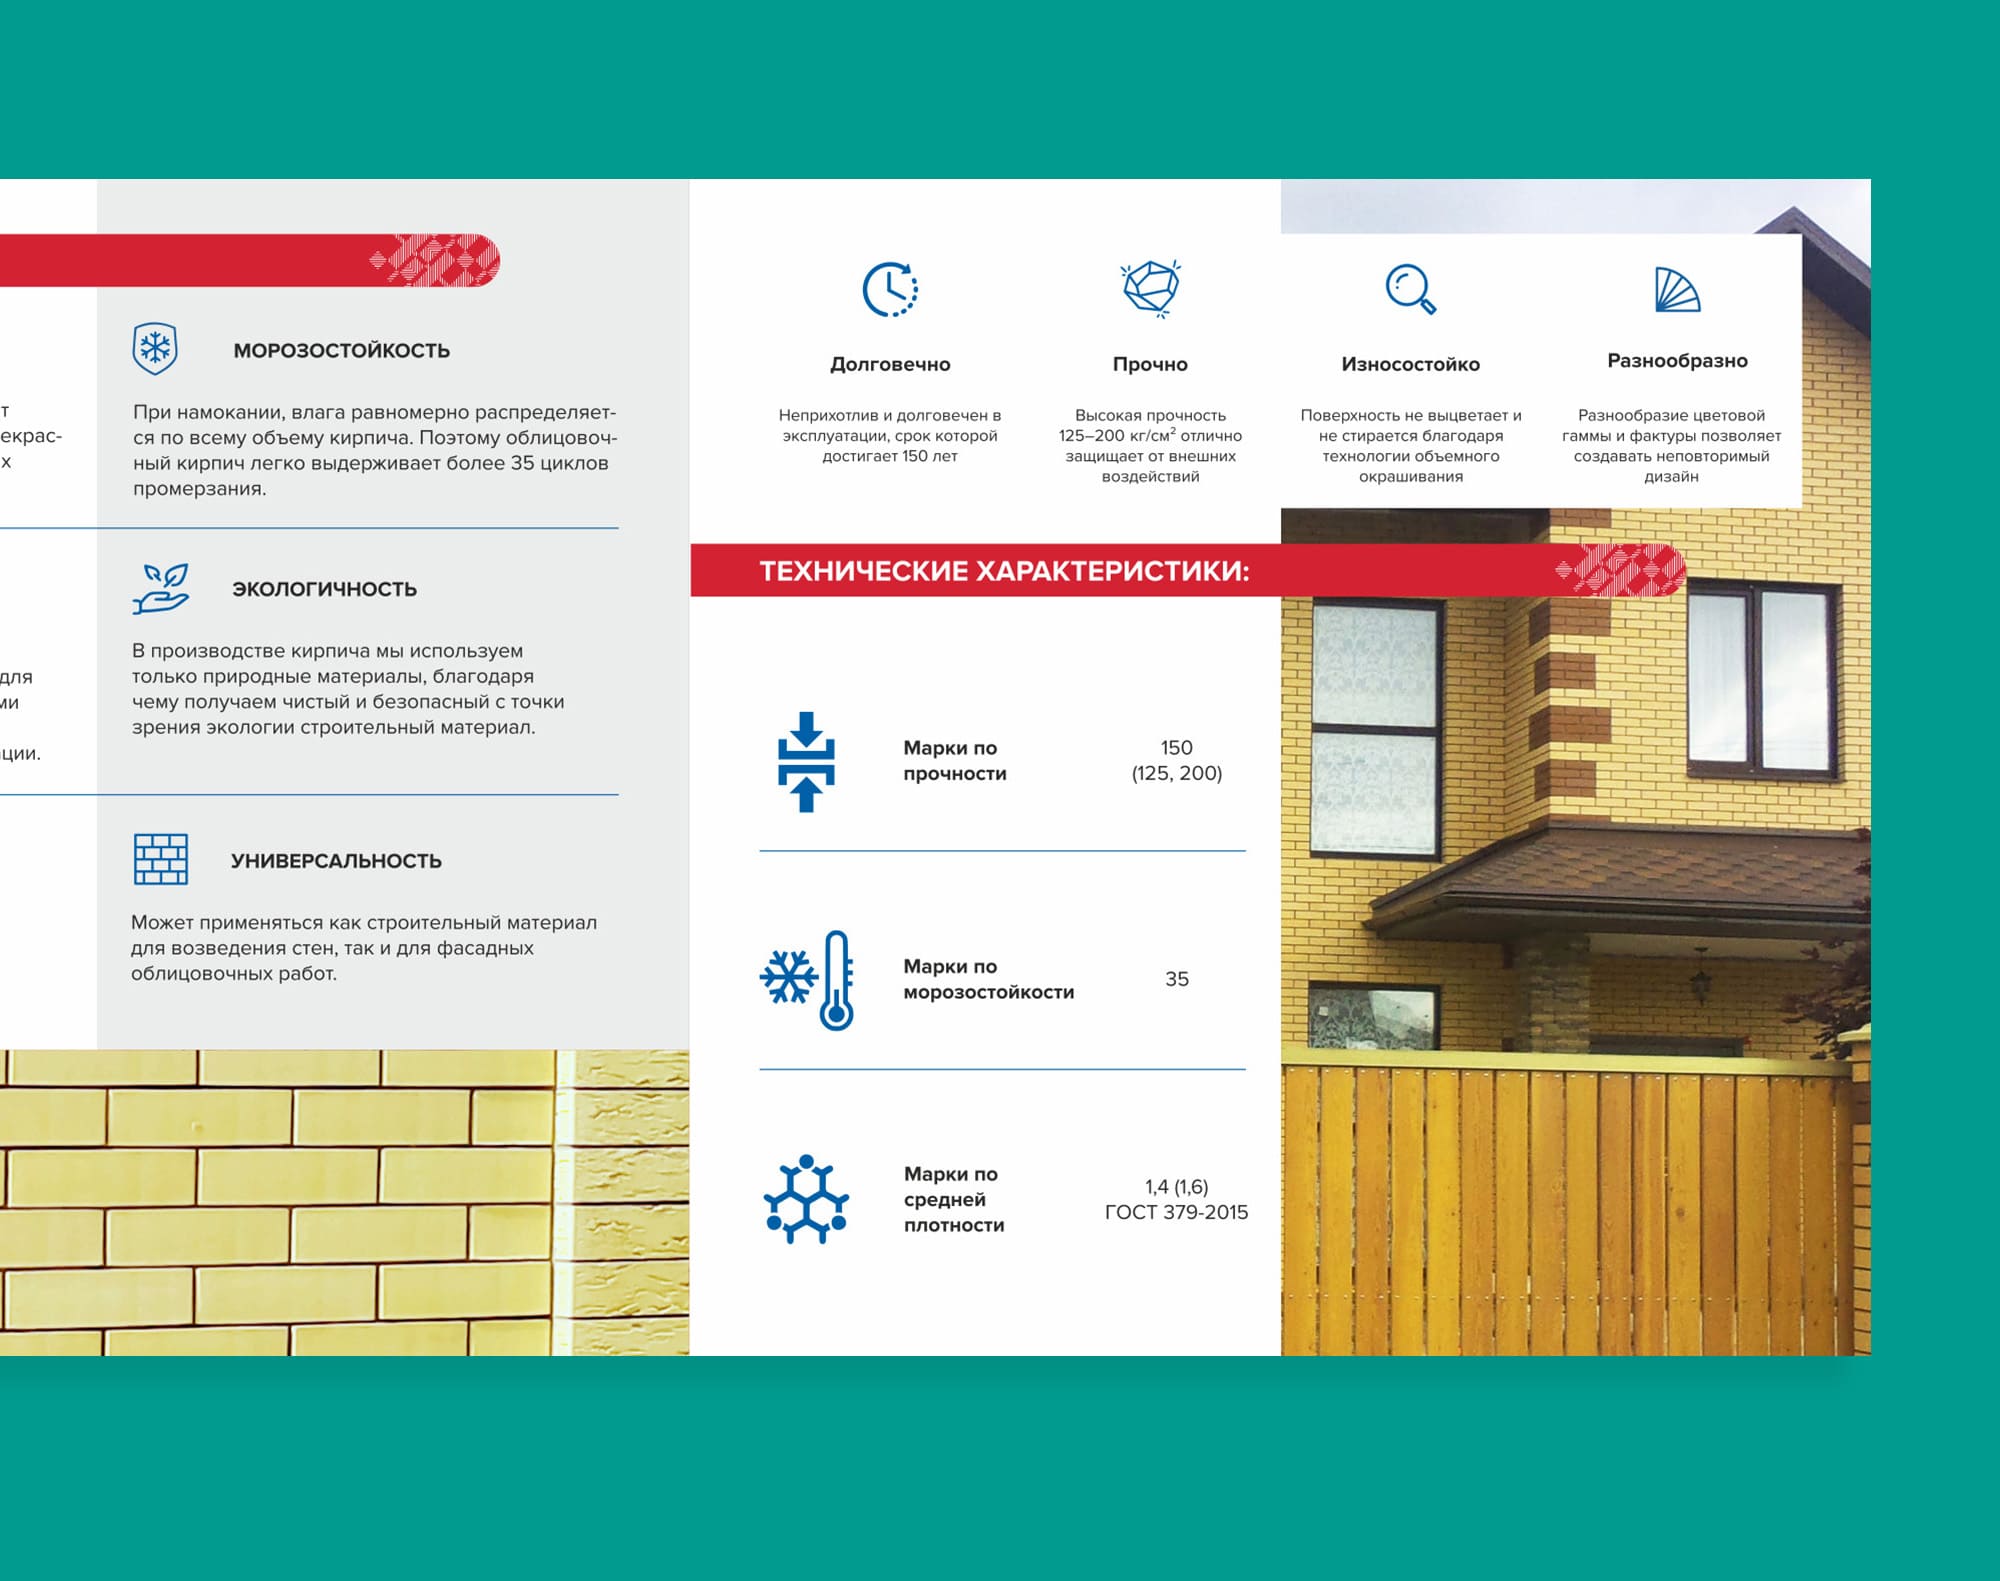 т
екрас-
х
для
ми
ции.
МОРОЗОСТОЙКОСТЬ
При намокании, влага равномерно распределяет-
ся по всему объему кирпича. Поэтому облицовоч-
ный кирпич легко выдерживает более 35 циклов
промерзания.
ЭКОЛОГИЧНОСТЬ
В производстве кирпича мы используем
только природные материалы, благодаря
чему получаем чистый и безопасный с точки
зрения экологии строительный материал.
УНИВЕРСАЛЬНОСТЬ
Может применяться как строительный материал
для возведения стен, так и для фасадных
облицовочных работ.
Долговечно
Неприхотлив и долговечен в
эксплуатации, срок которой
достигает 150 лет
Прочно
Высокая прочность
125–200 кг/см² отлично
защищает от внешних
воздействий
Износостойко
Поверхность не выцветает и
не стирается благодаря
технологии объемного
окрашивания
Разнообразно
Разнообразие цветовой
гаммы и фактуры позволяет
создавать неповторимый
дизайн
ТЕХНИЧЕСКИЕ ХАРАКТЕРИСТИКИ:
Марки по
прочности
150
(125, 200)
Марки по
морозостойкости
35
Марки по
средней
плотности
1,4 (1,6)
ГОСТ 379-2015